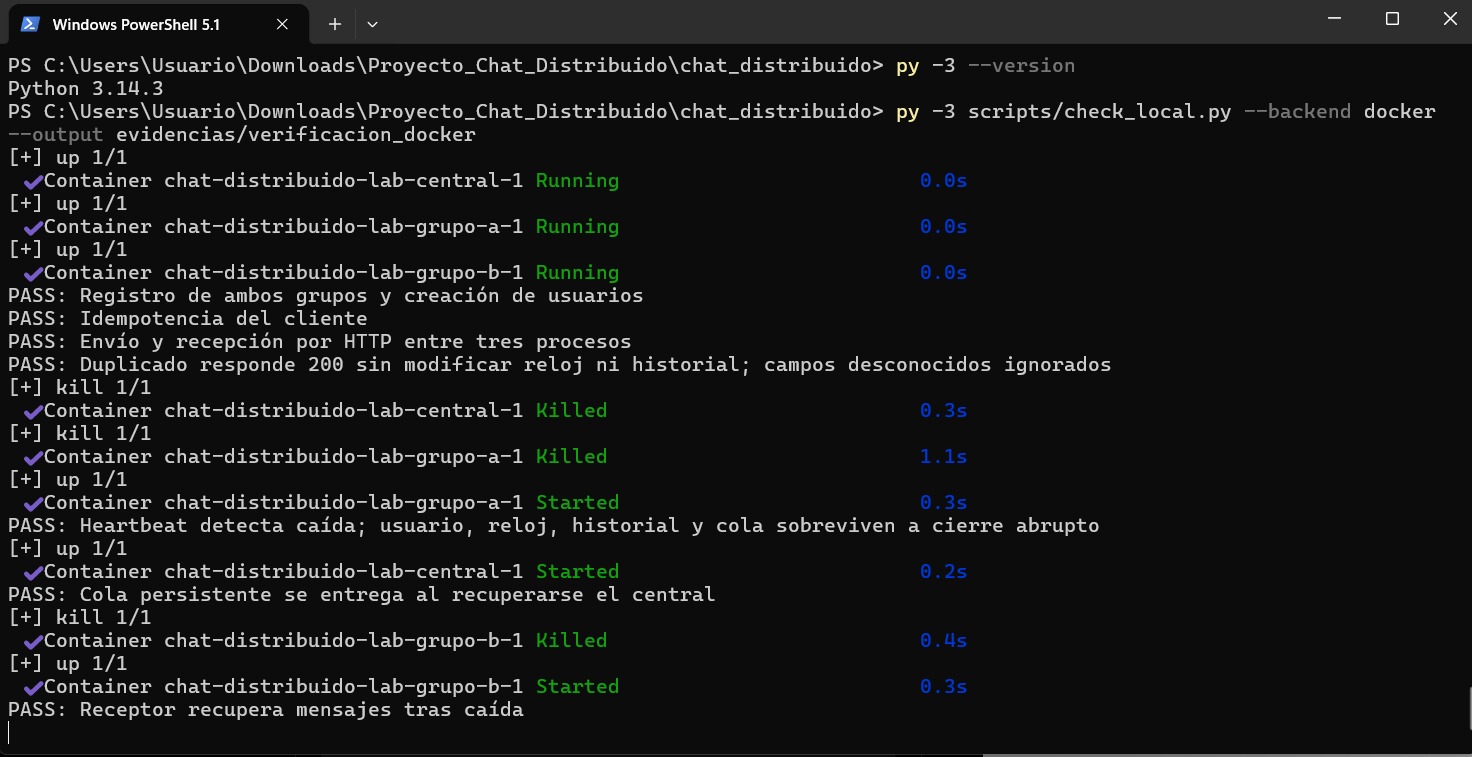 Windows PowerShell 5.1
PS C:\Users\Usuario\Downloads\Proyecto_Chat_Distribuido\chat_distribuido> py -3 --version
Python 3.14.3
PS C:\Users\Usuario\Downloads\Proyecto_Chat_Distribuido\chat_distribuido> py -3 scripts/check_local.py --backend docker
--output evidencias/verificacion_docker
[+] up 1/1
✔Container chat-distribuido-lab-central-1 Running 0.0s
[+] up 1/1
✔Container chat-distribuido-lab-grupo-a-1 Running 0.0s
[+] up 1/1
✔Container chat-distribuido-lab-grupo-b-1 Running 0.0s
PASS: Registro de ambos grupos y creación de usuarios
PASS: Idempotencia del cliente
PASS: Envío y recepción por HTTP entre tres procesos
PASS: Duplicado responde 200 sin modificar reloj ni historial; campos desconocidos ignorados
[+] kill 1/1
✔Container chat-distribuido-lab-central-1 Killed 0.3s
[+] kill 1/1
✔Container chat-distribuido-lab-grupo-a-1 Killed 1.1s
[+] up 1/1
✔Container chat-distribuido-lab-grupo-a-1 Started 0.3s
PASS: Heartbeat detecta caída; usuario, reloj, historial y cola sobreviven a cierre abrupto
[+] up 1/1
✔Container chat-distribuido-lab-central-1 Started 0.2s
PASS: Cola persistente se entrega al recuperarse el central
[+] kill 1/1
✔Container chat-distribuido-lab-grupo-b-1 Killed 0.4s
[+] up 1/1
✔Container chat-distribuido-lab-grupo-b-1 Started 0.3s
PASS: Receptor recupera mensajes tras caída